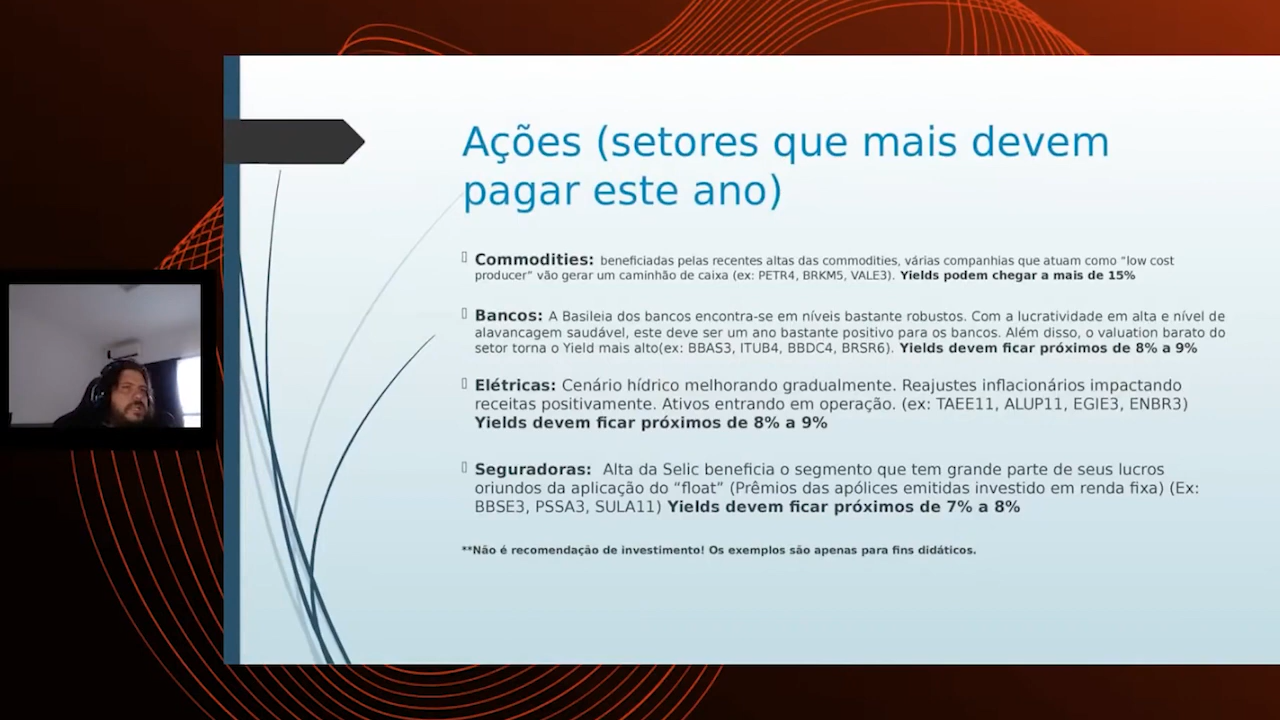 Ações (setores que mais devem
pagar este ano)
Commodities: beneficiadas pelas recentes altas das commodities, várias companhias que atuam como “low cost
producer” vão gerar um caminhão de caixa (ex: PETR4, BRKM5, VALE3). Yields podem chegar a mais de 15%
Bancos: A Basileia dos bancos encontra-se em níveis bastante robustos. Com a lucratividade em alta e nível de
alavancagem saudável, este deve ser um ano bastante positivo para os bancos. Além disso, o valuation barato do
setor torna o Yield mais alto(ex: BBAS3, ITUB4, BBDC4, BRSR6). Yields devem ficar próximos de 8% a 9%
Elétricas: Cenário hídrico melhorando gradualmente. Reajustes inflacionários impactando
receitas positivamente. Ativos entrando em operação. (ex: TAEE11, ALUP11, EGIE3, ENBR3)
Yields devem ficar próximos de 8% a 9%
Seguradoras: Alta da Selic beneficia o segmento que tem grande parte de seus lucros
oriundos da aplicação do “float” (Prêmios das apólices emitidas investido em renda fixa) (Ex:
BBSE3, PSSA3, SULA11) Yields devem ficar próximos de 7% a 8%
**Não é recomendação de investimento! Os exemplos são apenas para fins didáticos.